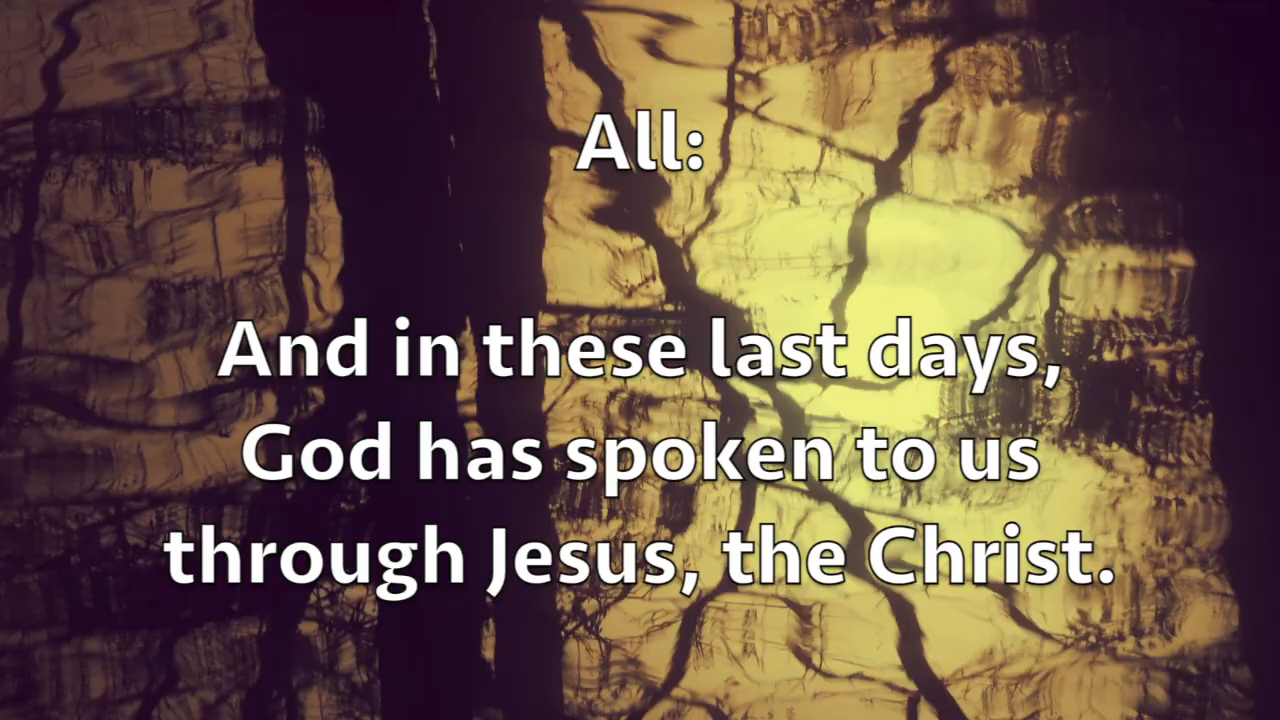 All:
And in these last days,
God has spoken to us
through Jesus, the Christ.